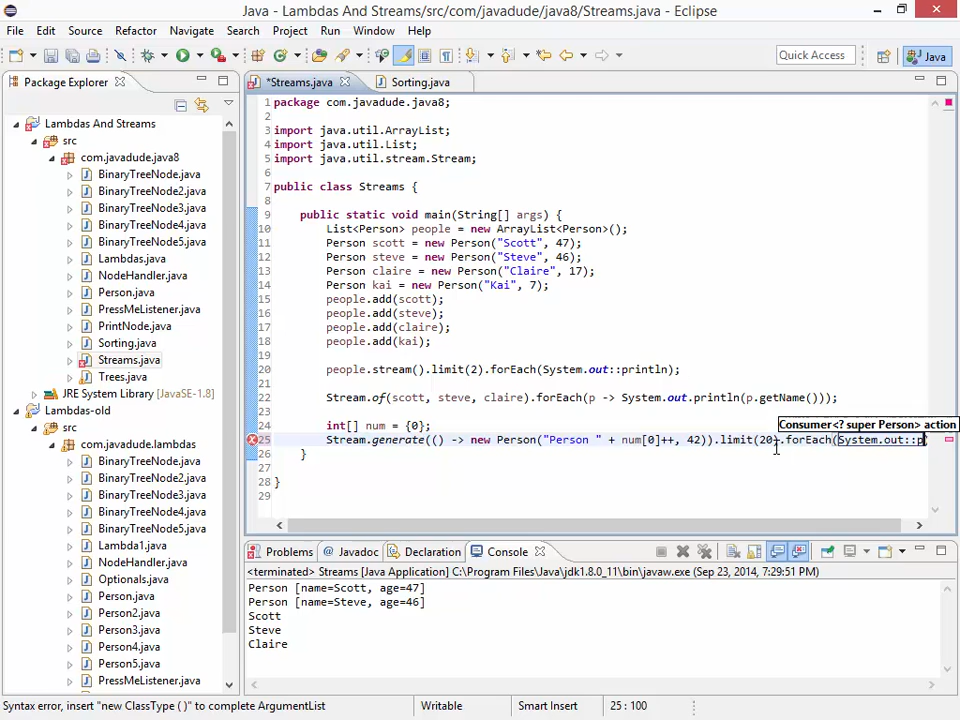 Java - Lambdas And Streams/src/com/javadude/java8/Streams.java - Eclipse
File Edit Source Refactor Navigate Search Project Run Window Help
Quick Access
Java
Package Explorer
*Streams.java
Sorting.java
Lambdas And Streams
src
com.javadude.java8
BinaryTreeNode.java
BinaryTreeNode2.java
BinaryTreeNode3.java
BinaryTreeNode4.java
BinaryTreeNode5.java
Lambdas.java
NodeHandler.java
Person.java
PressMeListener.java
PrintNode.java
Sorting.java
Streams.java
Trees.java
JRE System Library [JavaSE-1.8]
Lambdas-old
src
com.javadude.lambdas
BinaryTreeNode.java
BinaryTreeNode2.java
BinaryTreeNode3.java
BinaryTreeNode4.java
BinaryTreeNode5.java
Lambda1.java
NodeHandler.java
Optionals.java
Person.java
Person2.java
Person3.java
Person4.java
Person5.java
PressMeListener.java
1 package com.javadude.java8;
2
3 import java.util.ArrayList;
4 import java.util.List;
5 import java.util.stream.Stream;
6
7 public class Streams {
8
9 public static void main(String[] args) {
10 List<Person> people = new ArrayList<Person>();
11 Person scott = new Person("Scott", 47);
12 Person steve = new Person("Steve", 46);
13 Person claire = new Person("Claire", 17);
14 Person kai = new Person("Kai", 7);
15 people.add(scott);
16 people.add(steve);
17 people.add(claire);
18 people.add(kai);
19
20 people.stream().limit(2).forEach(System.out::println);
21
22 Stream.of(scott, steve, claire).forEach(p -> System.out.println(p.getName()));
23
24 int[] num = {0};
Consumer<? super Person> action
25 Stream.generate(() -> new Person("Person " + num[0]++, 42)).limit(20).forEach(System.out::p)
26 }
27
28 }
29
Problems @ Javadoc Declaration Console
<terminated> Streams [Java Application] C:\Program Files\Java\jdk1.8.0_11\bin\javaw.exe (Sep 23, 2014, 7:29:51 PM)
Person [name=Scott, age=47]
Person [name=Steve, age=46]
Scott
Steve
Claire
Syntax error, insert "new ClassType ( )" to complete ArgumentList
Writable
Smart Insert
25 : 100